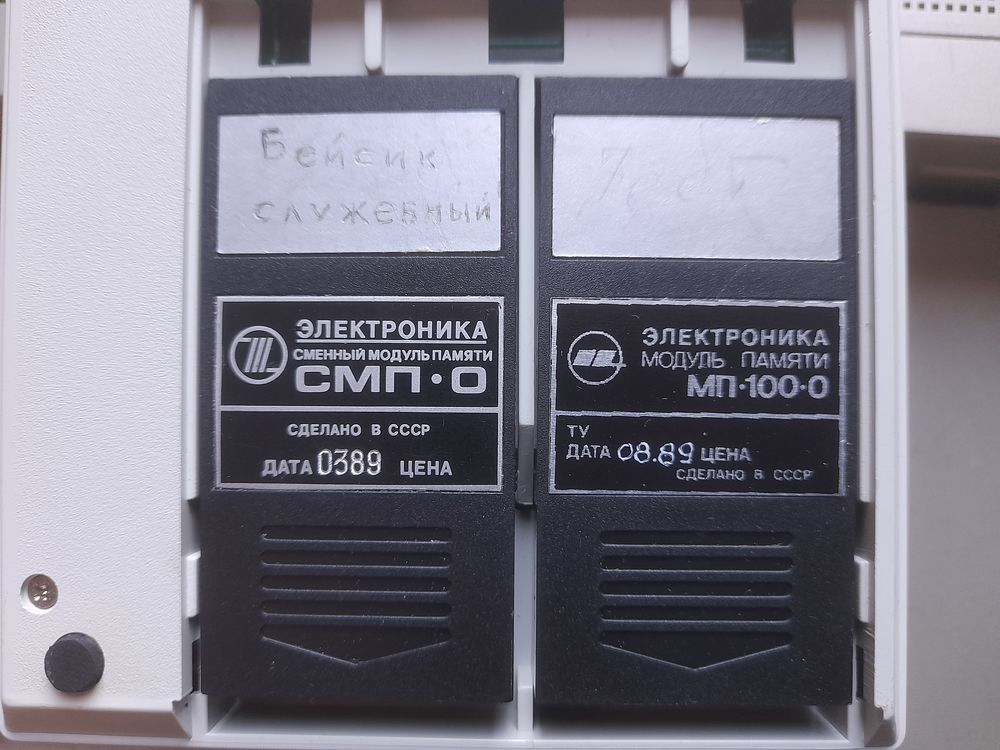 Бейсик
служебный
ЭЛЕКТРОНИКА
СМЕННЫЙ МОДУЛЬ ПАМЯТИ
СМП·0
СДЕЛАНО В СССР
ДАТА 0389 ЦЕНА
Тест
ЭЛЕКТРОНИКА
МОДУЛЬ ПАМЯТИ
МП·100·0
ТУ
ДАТА 08.89 ЦЕНА
СДЕЛАНО В СССР